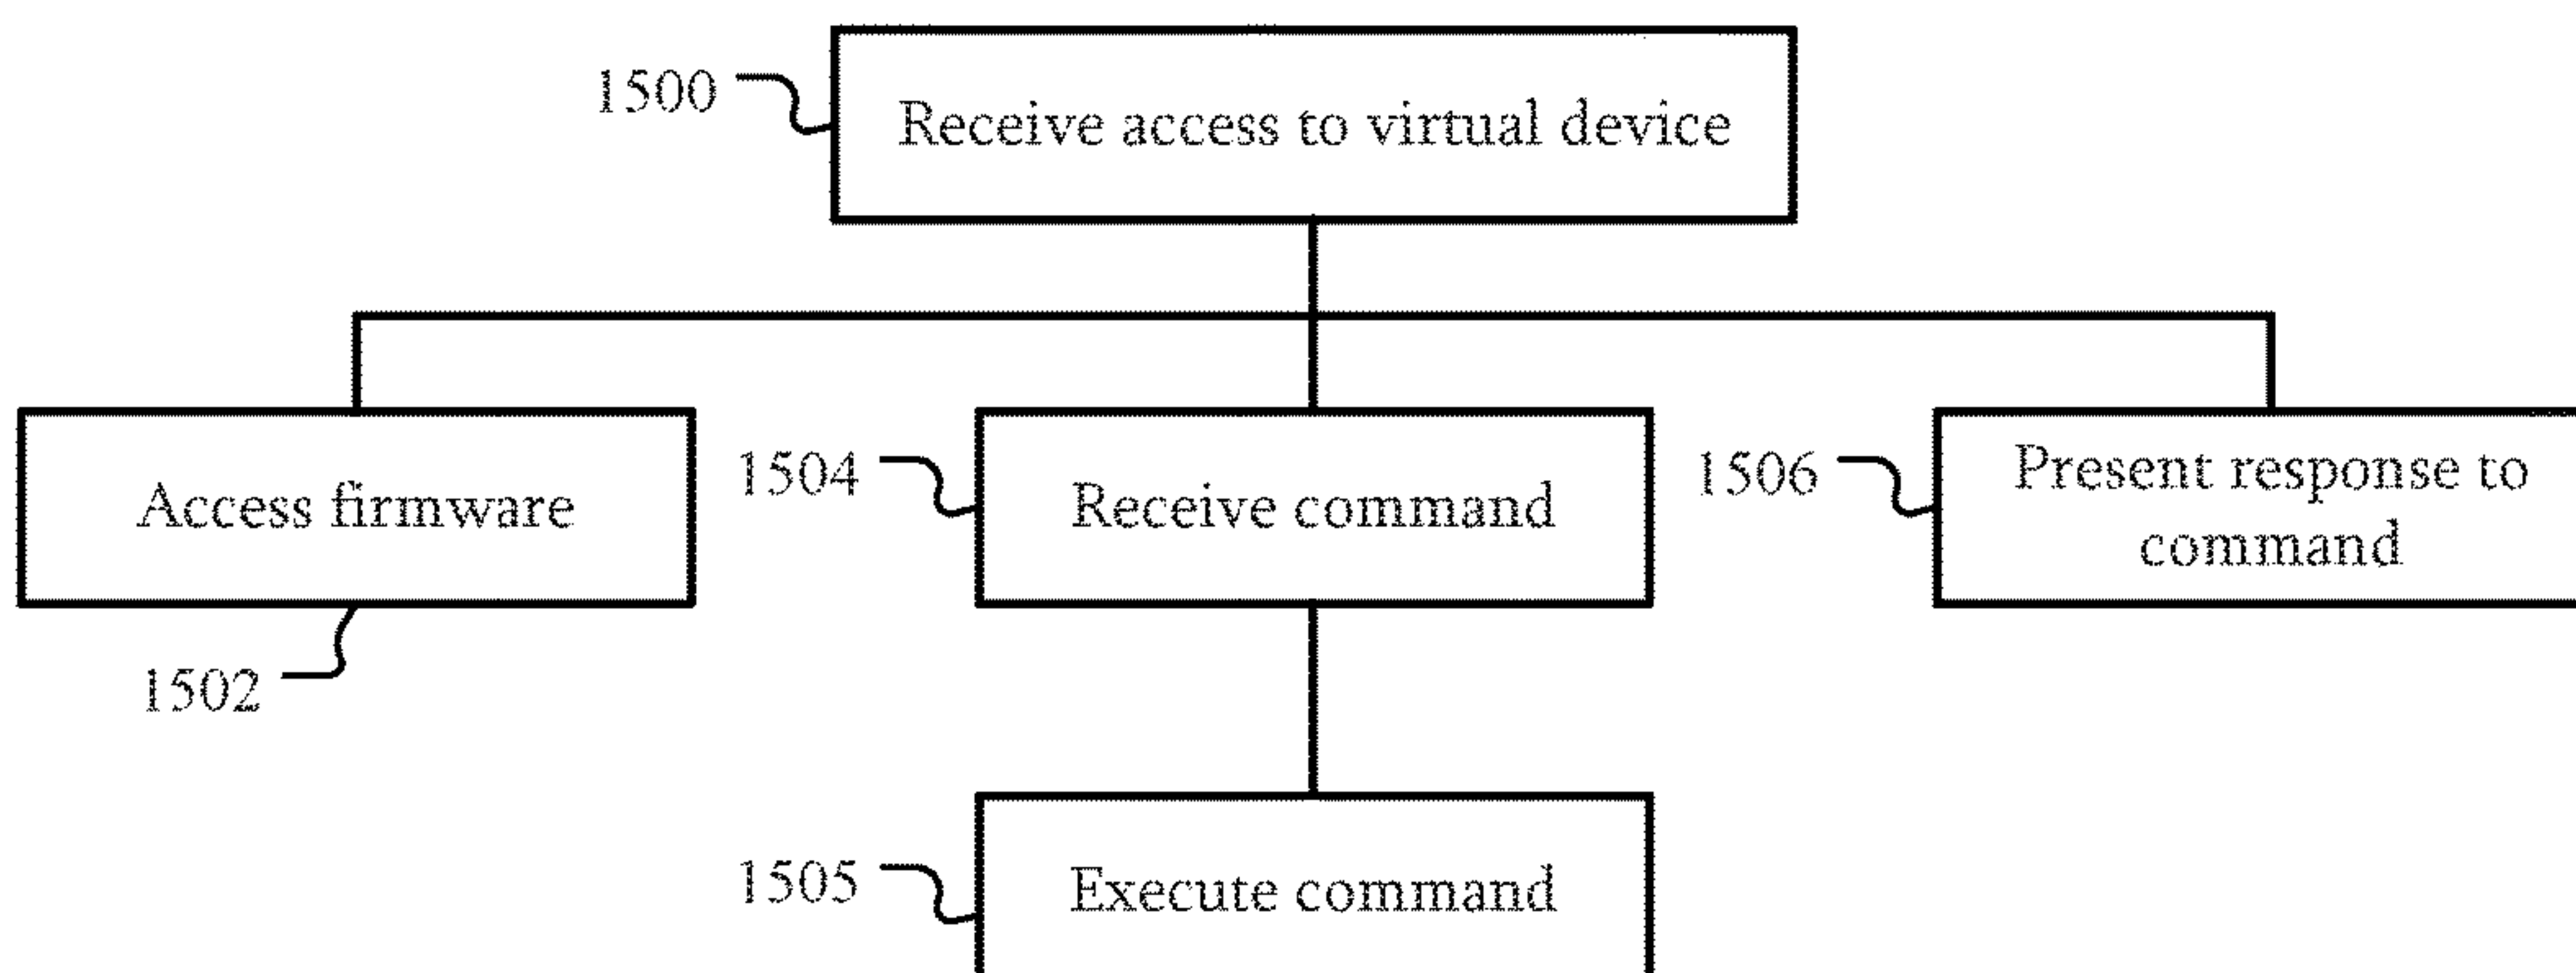 1500
Receive access to virtual device
Access firmware
1502
1504
Receive command
1506
Present response to
command
1505
Execute command